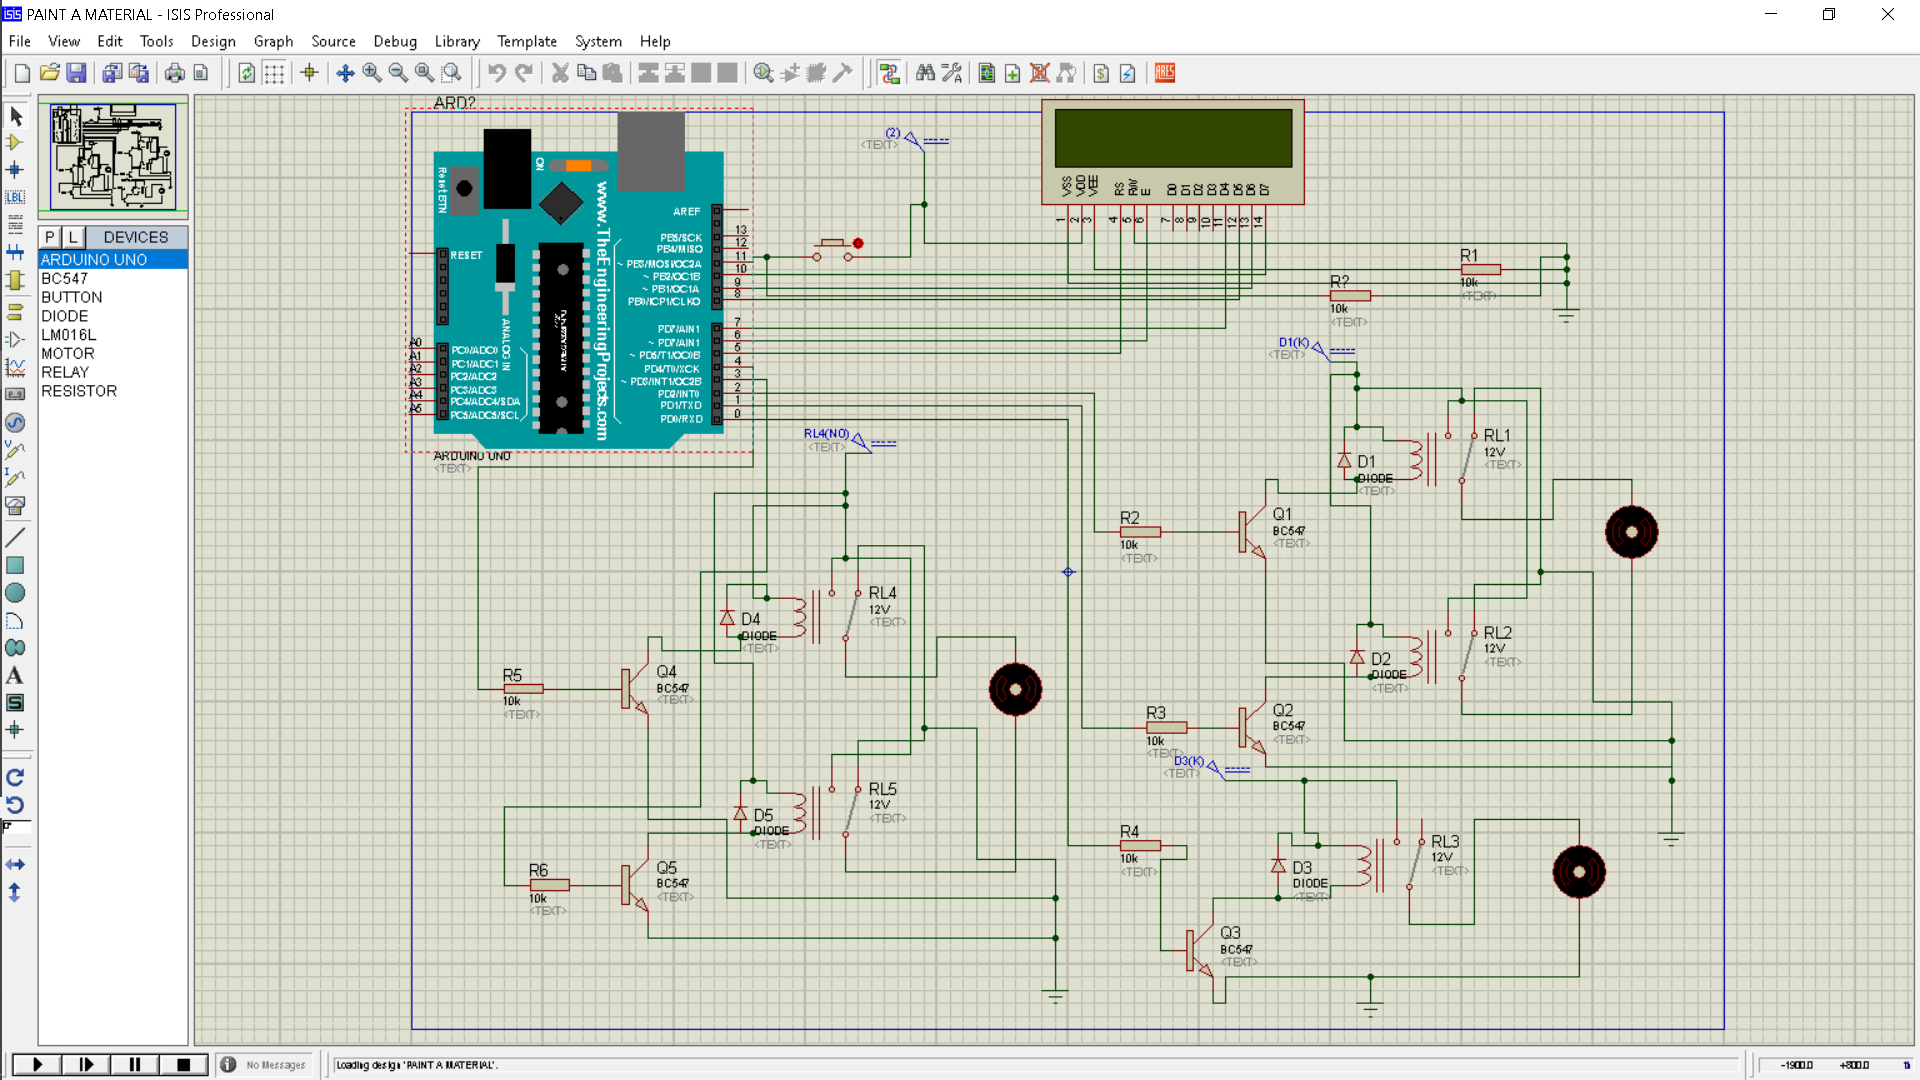 PAINT A MATERIAL - ISIS Professional
File View Edit Tools Design Graph Source Debug Library Template System Help
P L DEVICES
ARDUINO UNO
BC547
BUTTON
DIODE
LM016L
MOTOR
RELAY
RESISTOR
ARD?
ON
Reset BTN
www.TheEngineeringProjects.com
ANALOG IN
RESET
AREF
PB5/SCK 13
PB4/MISO 12
~ PB3/MOSI/OC2A 11
~ PB2/OC1B 10
~ PB1/OC1A 9
PB0/ICP1/CLKO 8
PD7/AIN1 7
~ PD7/AIN1 6
~ PD5/T1/OC0B 5
PD4/T0/XCK 4
~ PD3/INT1/OC2B 3
PD2/INT0 2
PD1/TXD 1
PD0/RXD 0
A0 PC0/ADC0
A1 PC1/ADC1
A2 PC2/ADC2
A3 PC3/ADC3
A4 PC4/ADC4/SDA
A5 PC5/ADC5/SCL
ARDUINO UNO
<TEXT>
(2)
<TEXT>
VSS VDD VEE RS RW E D0 D1 D2 D3 D4 D5 D6 D7
1 2 3 4 5 6 7 8 9 10 11 12 13 14
R1
10k
<TEXT>
R?
10k
<TEXT>
D1(K)
<TEXT>
RL4(NO)
<TEXT>
RL1
12V
<TEXT>
D1
DIODE
<TEXT>
R2
10k
<TEXT>
Q1
BC547
<TEXT>
RL4
12V
<TEXT>
D4
DIODE
<TEXT>
RL2
12V
<TEXT>
D2
DIODE
<TEXT>
R5
10k
<TEXT>
Q4
BC547
<TEXT>
R3
10k
<TEXT>
Q2
BC547
<TEXT>
D3(K)
<TEXT>
RL5
12V
<TEXT>
D5
DIODE
<TEXT>
R4
10k
<TEXT>
RL3
12V
<TEXT>
D3
DIODE
<TEXT>
R6
10k
<TEXT>
Q5
BC547
<TEXT>
Q3
BC547
<TEXT>
No Messages
Loading design 'PAINT A MATERIAL'.
-1900.0 +800.0 th